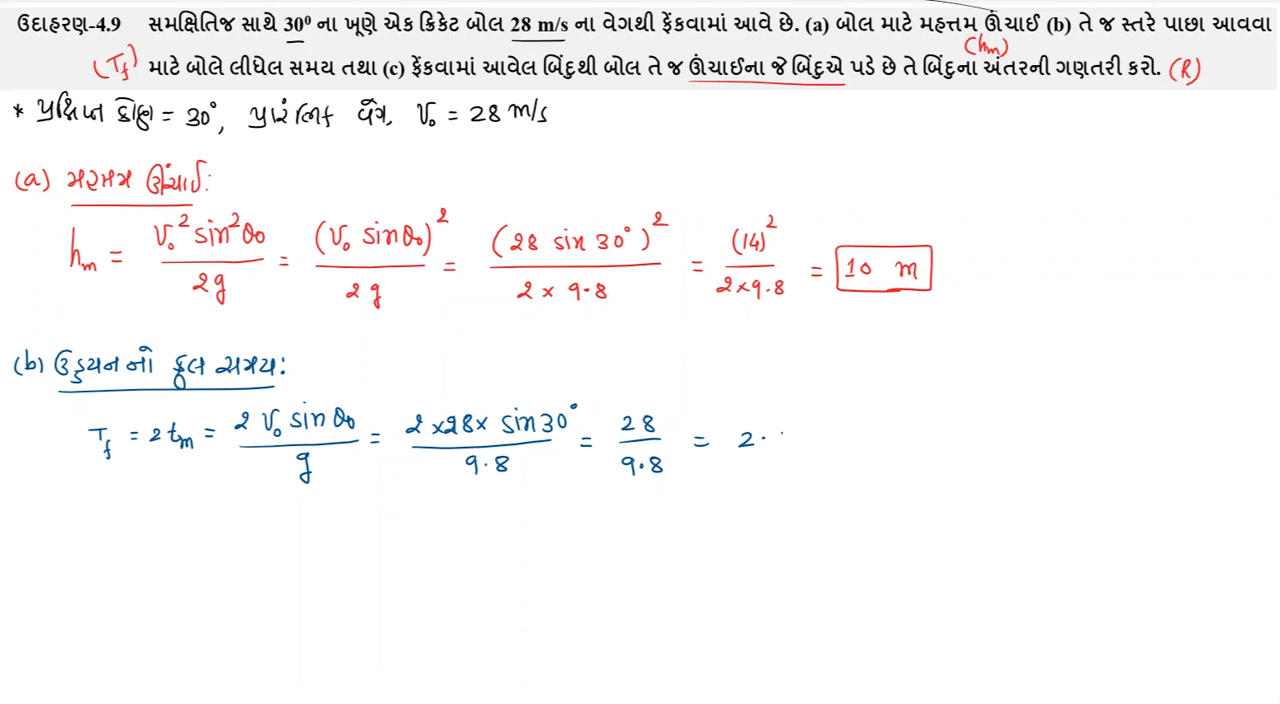 ઉદાહરણ-4.9 સમક્ષિતિજ સાથે 30⁰ ના ખૂણે એક ક્રિકેટ બોલ 28 m/s ના વેગથી ફેંકવામાં આવે છે. (a) બોલ માટે મહત્તમ ઊંચાઈ (b) તે જ સ્તરે પાછા આવવા
(hm)
(Tf) માટે બોલે લીધેલ સમય તથા (c) ફેંકવામાં આવેલ બિંદુથી બોલ તે જ ઊંચાઈના જે બિંદુએ પડે છે તે બિંદુના અંતરની ગણતરી કરો. (R)
* પ્રક્ષિપ્ત કોણ = 30°, પ્રારંભિક વેગ, v₀ = 28 m/s
(a) મહત્તમ ઊંચાઈ:
hm = v₀² sin²θ₀ / 2g = (v₀ sinθ₀)² / 2g = (28 sin 30°)² / 2 × 9.8 = (14)² / 2×9.8 = 10 m
(b) ઉડ્ડયનનો કુલ સમય:
Tf = 2tm = 2 v₀ sinθ₀ / g = 2×28× sin30° / 9.8 = 28 / 9.8 = 2.